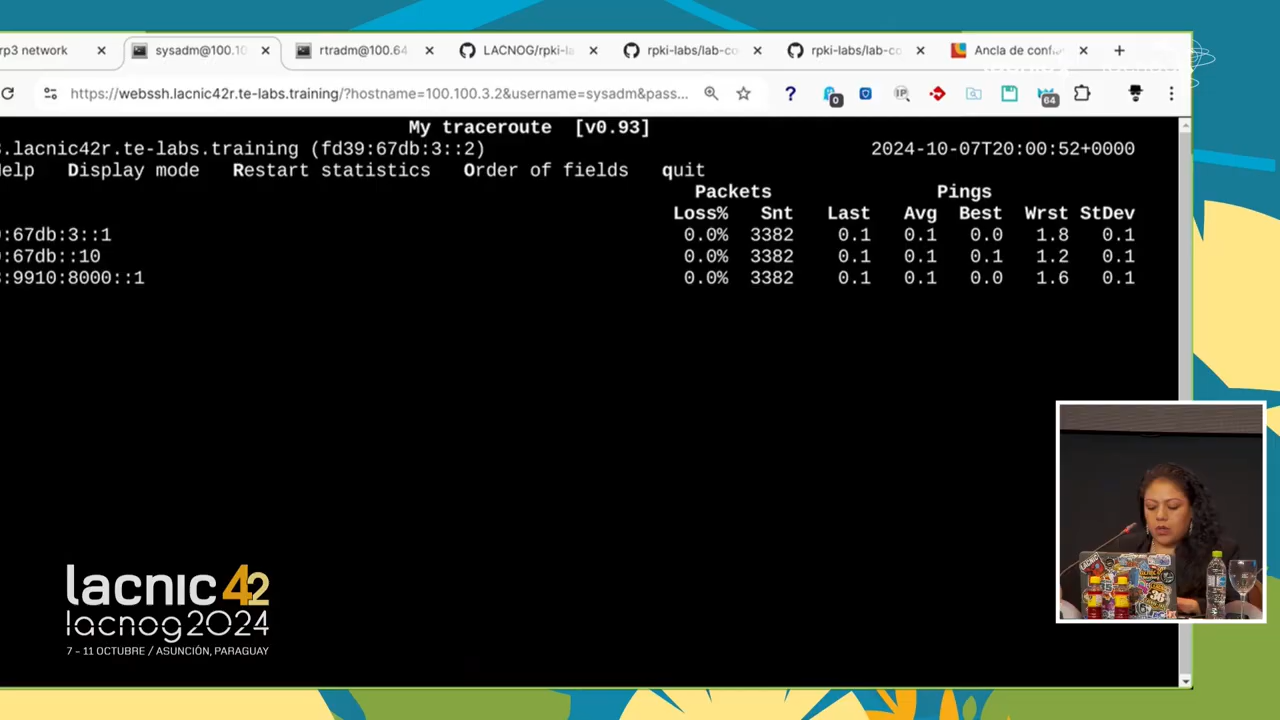 rp3 network
sysadm@100.10
rtradm@100.64
LACNOG/rpki-la
rpki-labs/lab-co
rpki-labs/lab-co
Ancla de confi
https://webssh.lacnic42r.te-labs.training/?hostname=100.100.3.2&username=sysadm&pass...
0
IP
64
My traceroute [v0.93]
.lacnic42r.te-labs.training (fd39:67db:3::2) 2024-10-07T20:00:52+0000
elp Display mode Restart statistics Order of fields quit
Packets Pings
Loss% Snt Last Avg Best Wrst StDev
:67db:3::1 0.0% 3382 0.1 0.1 0.0 1.8 0.1
:67db::10 0.0% 3382 0.1 0.1 0.1 1.2 0.1
:9910:8000::1 0.0% 3382 0.1 0.1 0.0 1.6 0.1
lacnic 42
lacnog2024
7 – 11 OCTUBRE / ASUNCIÓN, PARAGUAY